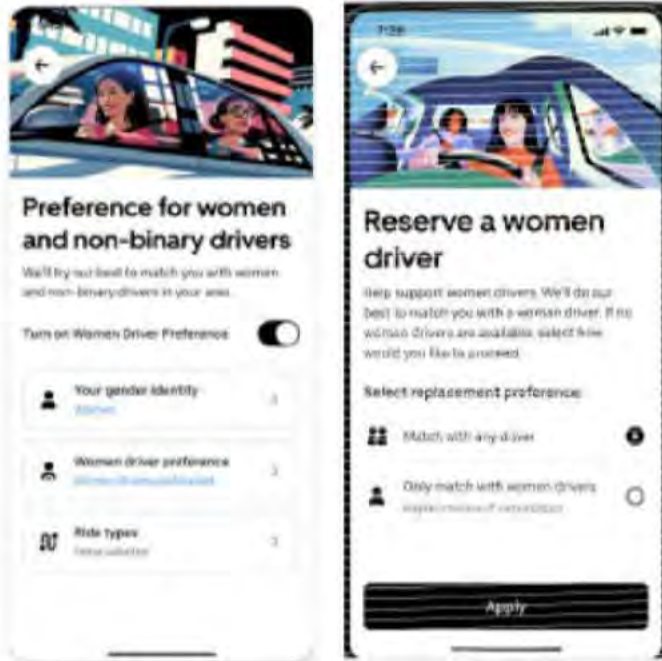 Preference for women
and non-binary drivers
We'll try our best to match you with women
and non-binary drivers in your area.
Turn on Women Driver Preference
Your gender identity
Women
Women driver preference
Ride types
7:26
Reserve a women
driver
Help support women drivers. We'll do our
best to match you with a woman driver. If no
woman drivers are available, select how
would you like to proceed.
Select replacement preference
Match with any driver
Only match with women drivers
Apply